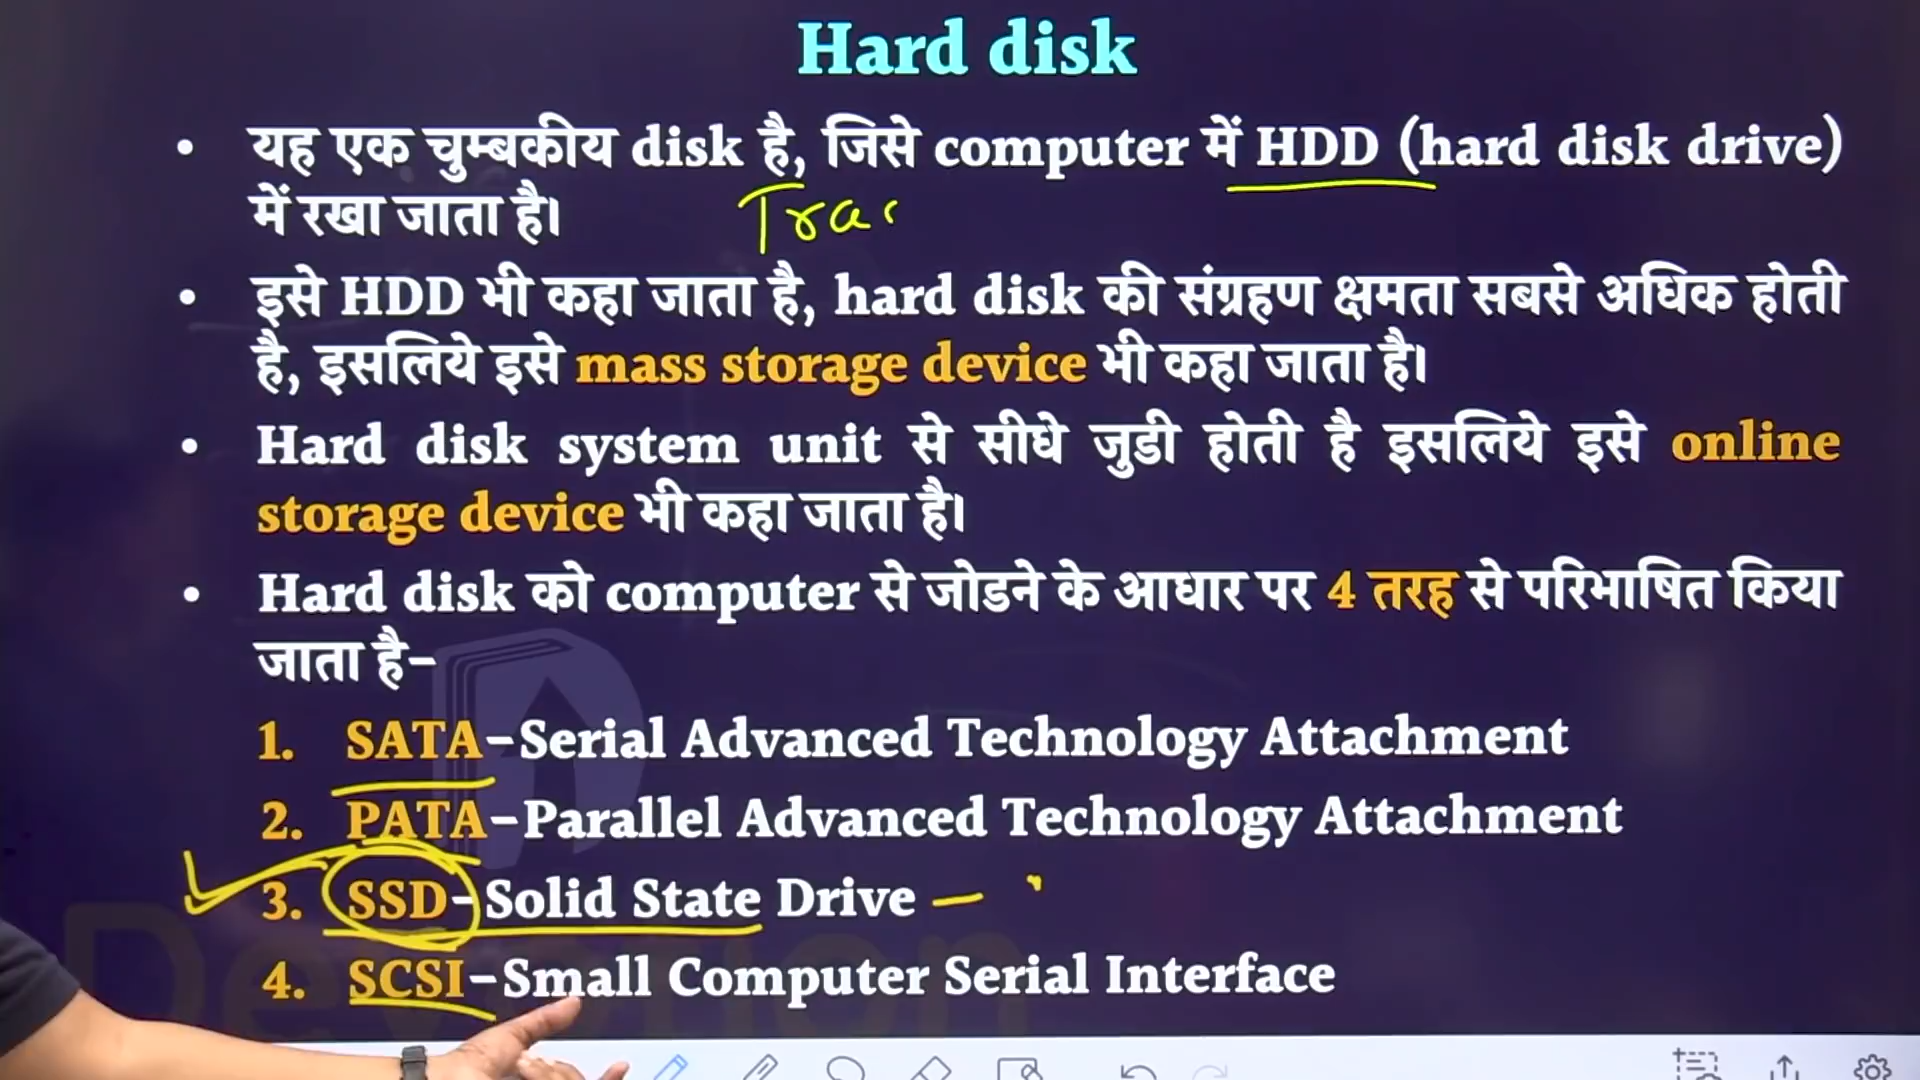 Hard disk
• यह एक चुम्बकीय disk है, जिसे computer में HDD (hard disk drive)
में रखा जाता है।
Tra
• इसे HDD भी कहा जाता है, hard disk की संग्रहण क्षमता सबसे अधिक होती
है, इसलिये इसे mass storage device भी कहा जाता है।
• Hard disk system unit से सीधे जुडी होती है इसलिये इसे online
storage device भी कहा जाता है।
• Hard disk को computer से जोडने के आधार पर 4 तरह से परिभाषित किया
जाता है–
1. SATA–Serial Advanced Technology Attachment
2. PATA–Parallel Advanced Technology Attachment
3. SSD–Solid State Drive –
4. SCSI–Small Computer Serial Interface